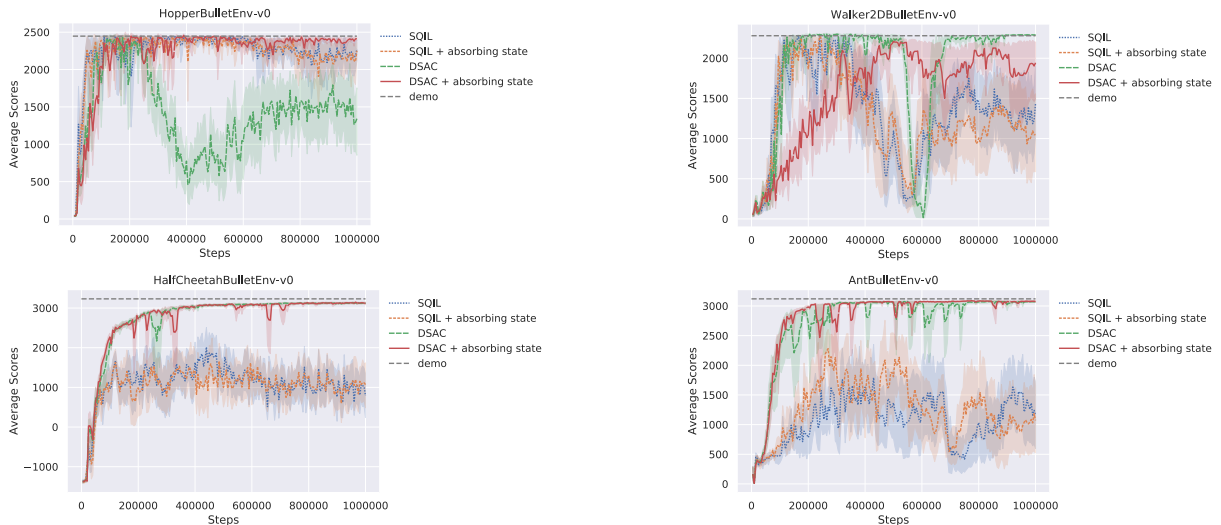 HopperBulletEnv-v0
2500
2000
1500
1000
500
0
Average Scores
0 200000 400000 600000 800000 1000000
Steps
SQIL
SQIL + absorbing state
DSAC
DSAC + absorbing state
demo
Walker2DBulletEnv-v0
2500
2000
1500
1000
500
0
Average Scores
0 200000 400000 600000 800000 1000000
Steps
SQIL
SQIL + absorbing state
DSAC
DSAC + absorbing state
demo
HalfCheetahBulletEnv-v0
3000
2000
1000
0
−1000
Average Scores
0 200000 400000 600000 800000 1000000
Steps
SQIL
SQIL + absorbing state
DSAC
DSAC + absorbing state
demo
AntBulletEnv-v0
3000
2500
2000
1500
1000
500
0
Average Scores
0 200000 400000 600000 800000 1000000
Steps
SQIL
SQIL + absorbing state
DSAC
DSAC + absorbing state
demo